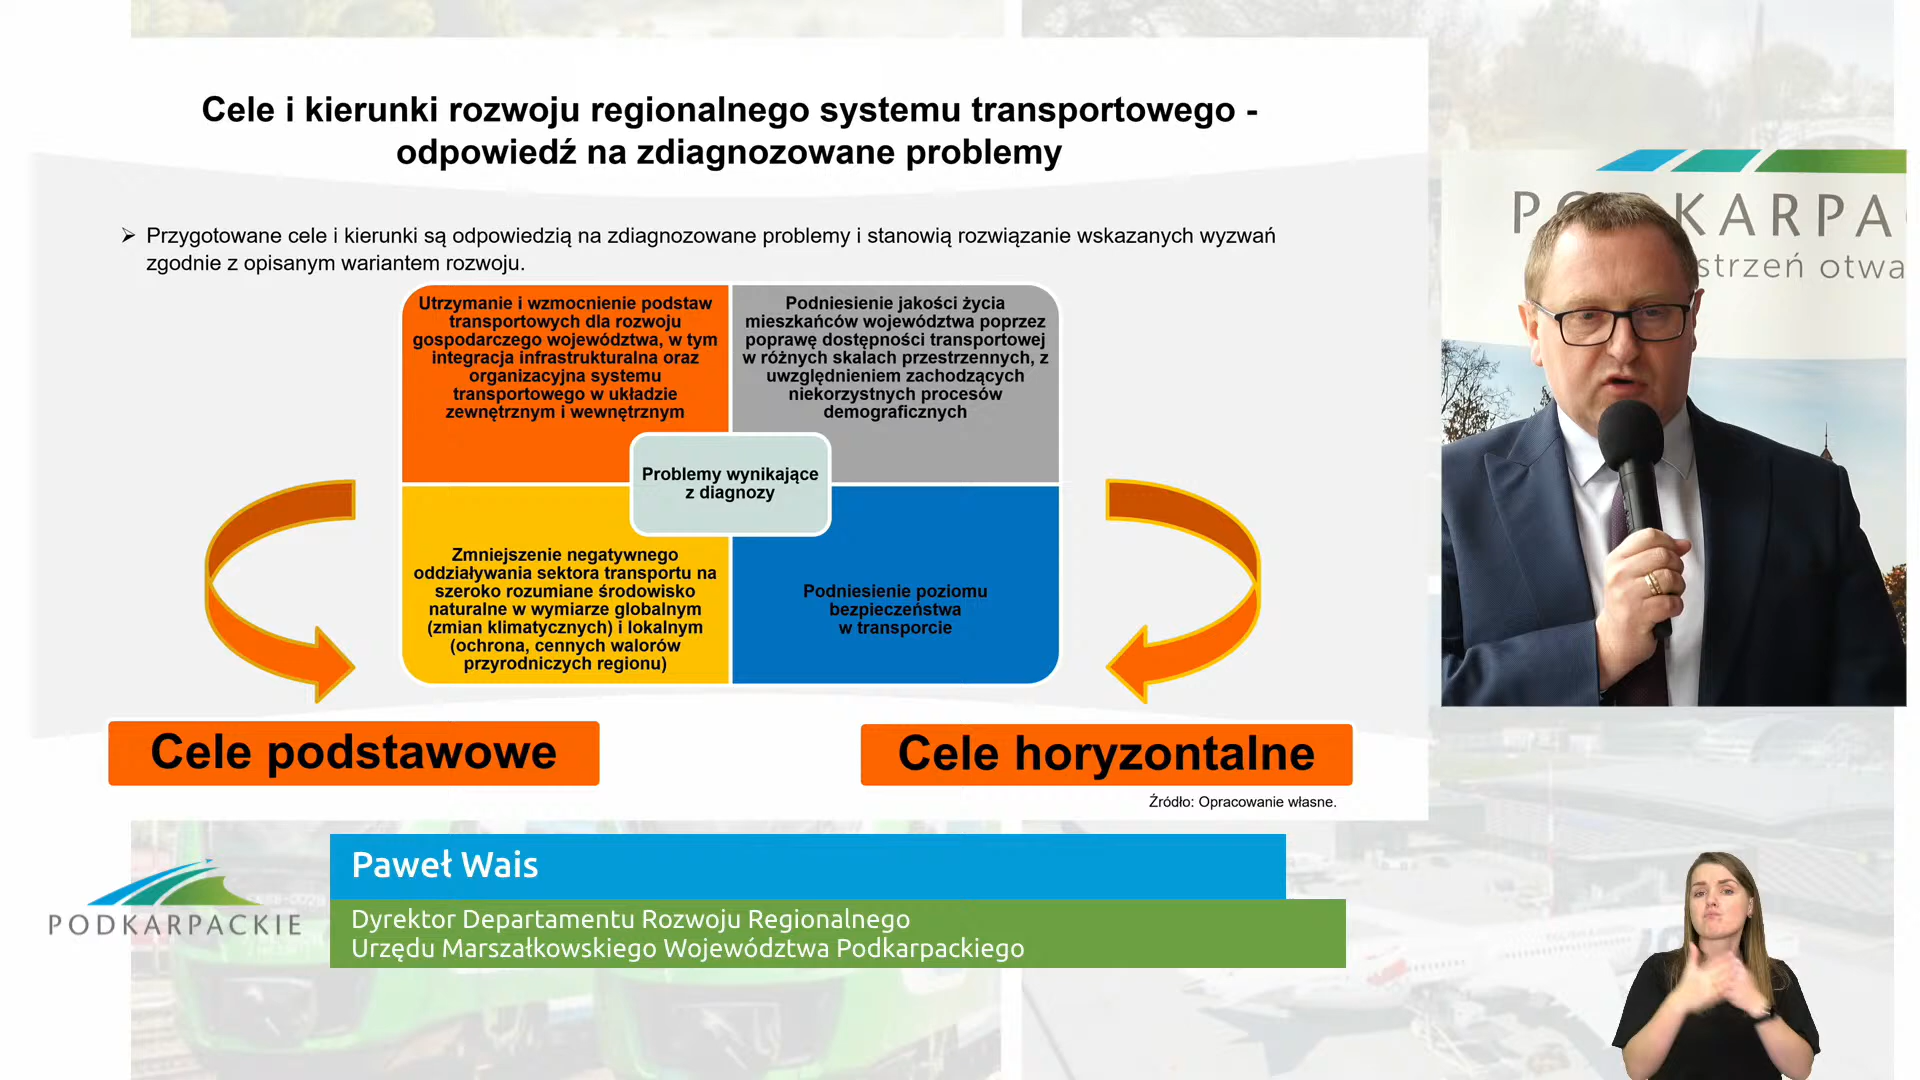 Cele i kierunki rozwoju regionalnego systemu transportowego -
odpowiedź na zdiagnozowane problemy
➢ Przygotowane cele i kierunki są odpowiedzią na zdiagnozowane problemy i stanowią rozwiązanie wskazanych wyzwań
zgodnie z opisanym wariantem rozwoju.
Utrzymanie i wzmocnienie podstaw
transportowych dla rozwoju
gospodarczego województwa, w tym
integracja infrastrukturalna oraz
organizacyjna systemu
transportowego w układzie
zewnętrznym i wewnętrznym
Podniesienie jakości życia
mieszkańców województwa poprzez
poprawę dostępności transportowej
w różnych skalach przestrzennych, z
uwzględnieniem zachodzących
niekorzystnych procesów
demograficznych
Problemy wynikające
z diagnozy
Zmniejszenie negatywnego
oddziaływania sektora transportu na
szeroko rozumiane środowisko
naturalne w wymiarze globalnym
(zmian klimatycznych) i lokalnym
(ochrona, cennych walorów
przyrodniczych regionu)
Podniesienie poziomu
bezpieczeństwa
w transporcie
Cele podstawowe
Cele horyzontalne
Źródło: Opracowanie własne.
Paweł Wais
Dyrektor Departamentu Rozwoju Regionalnego
Urzędu Marszałkowskiego Województwa Podkarpackiego
PODKARPACKIE